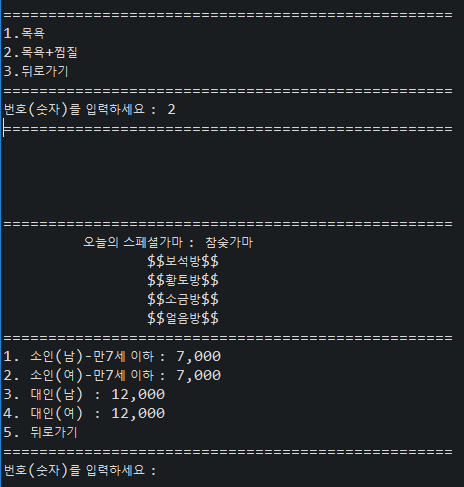 ==================================================
1.목욕
2.목욕+찜질
3.뒤로가기
==================================================
번호(숫자)를 입력하세요 : 2
==================================================
==================================================
오늘의 스페셜가마 : 참숯가마
$$보석방$$
$$황토방$$
$$소금방$$
$$얼음방$$
==================================================
1. 소인(남)-만7세 이하 : 7,000
2. 소인(여)-만7세 이하 : 7,000
3. 대인(남) : 12,000
4. 대인(여) : 12,000
5. 뒤로가기
==================================================
번호(숫자)를 입력하세요 :